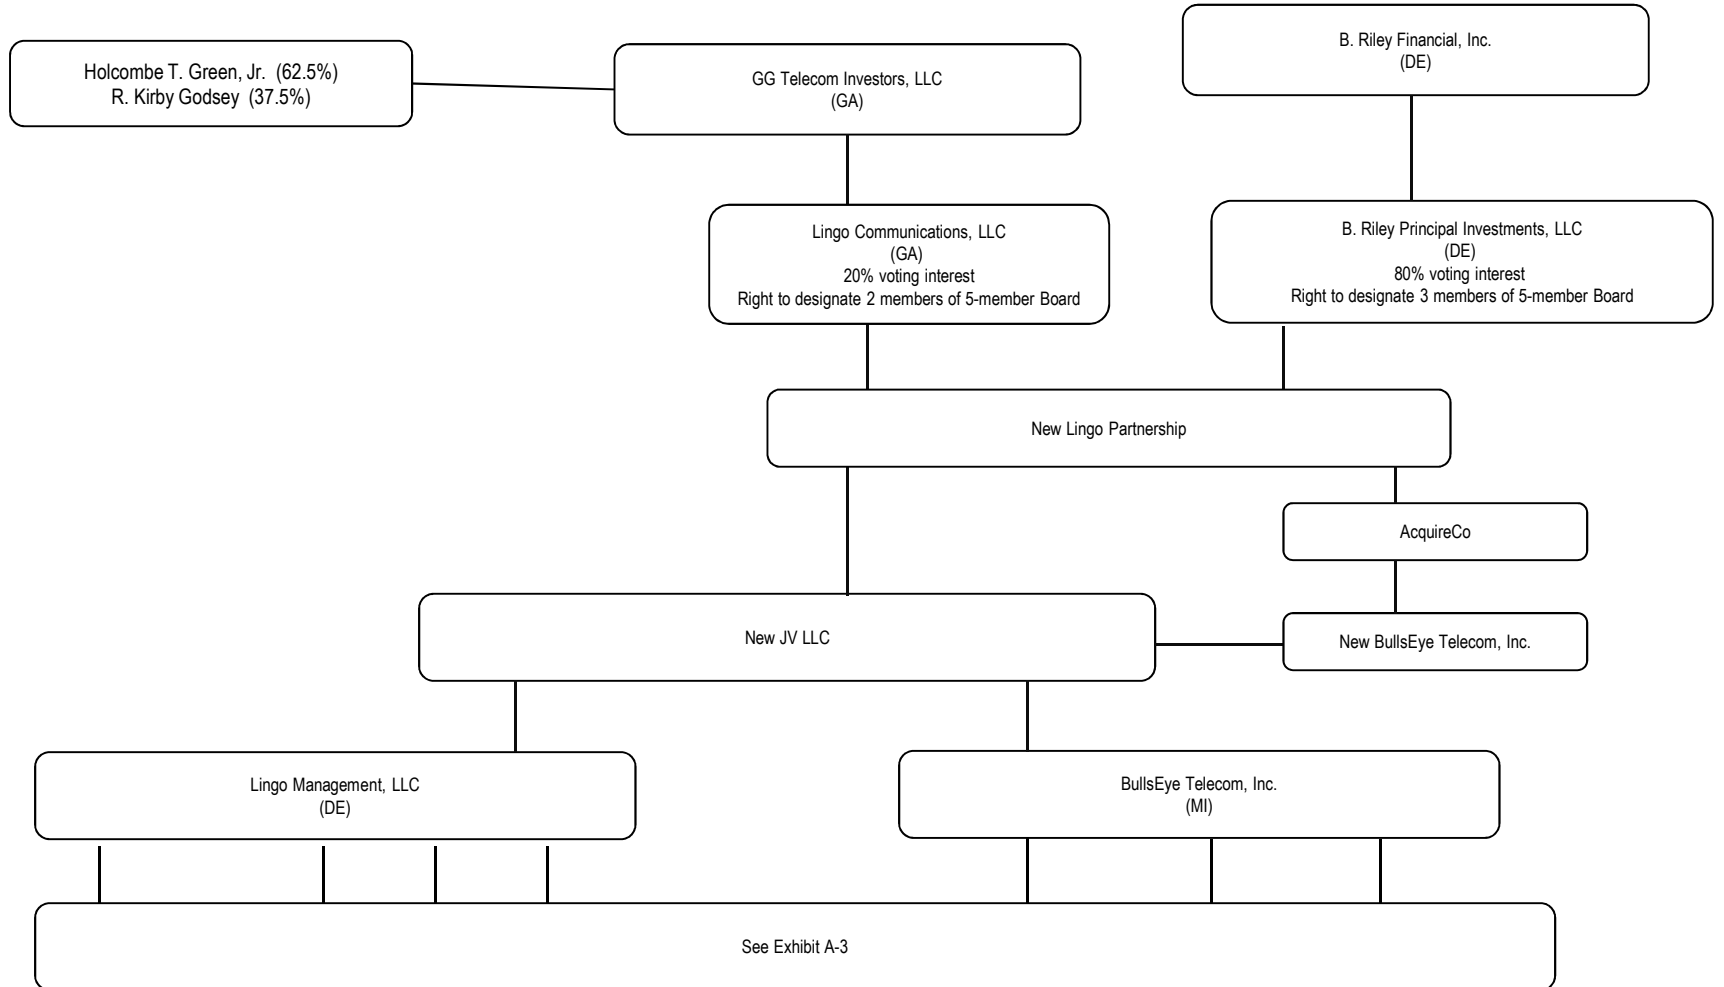 Holcombe T. Green, Jr. (62.5%)
R. Kirby Godsey (37.5%)
GG Telecom Investors, LLC
(GA)
B. Riley Financial, Inc.
(DE)
Lingo Communications, LLC
(GA)
20% voting interest
Right to designate 2 members of 5-member Board
B. Riley Principal Investments, LLC
(DE)
80% voting interest
Right to designate 3 members of 5-member Board
New Lingo Partnership
AcquireCo
New JV LLC
New BullsEye Telecom, Inc.
Lingo Management, LLC
(DE)
BullsEye Telecom, Inc.
(MI)
See Exhibit A-3